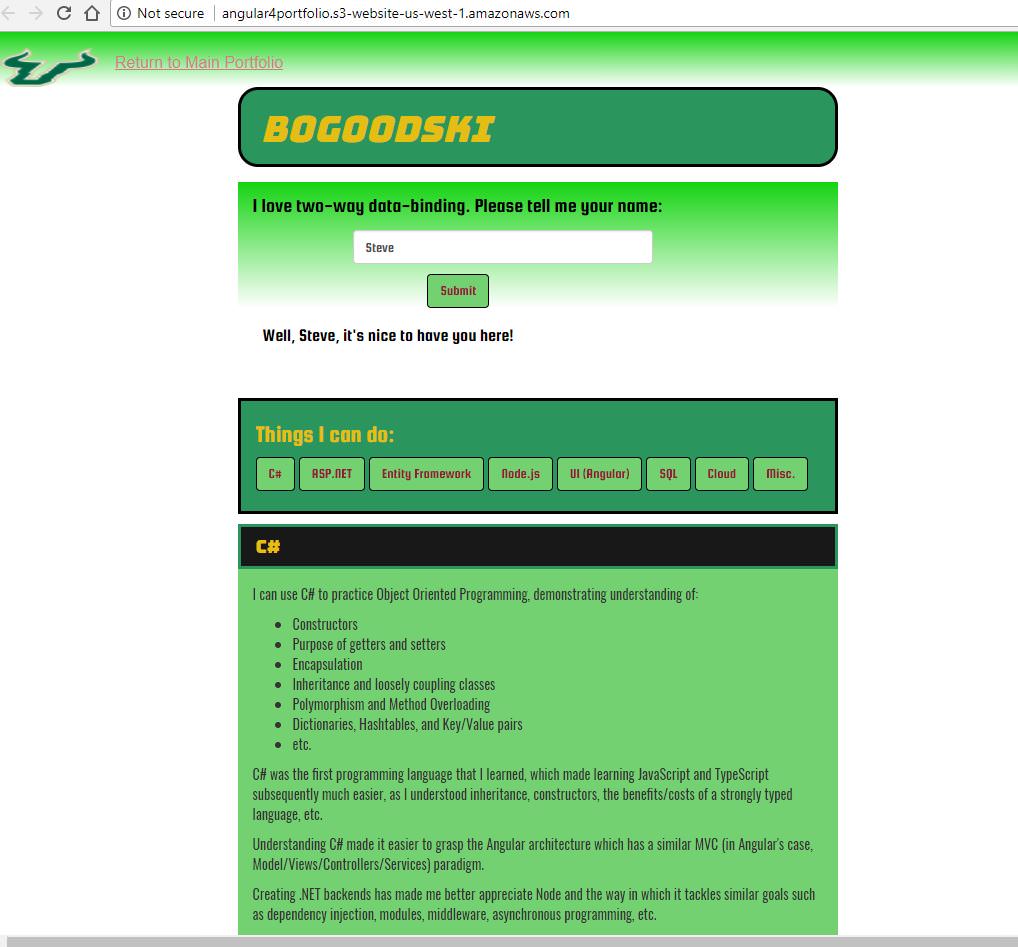 Not secure
angular4portfolio.s3-website-us-west-1.amazonaws.com
Return to Main Portfolio
BOGOODSKI
I love two-way data-binding. Please tell me your name:
Steve
Submit
Well, Steve, it's nice to have you here!
Things I can do:
C# ASP.NET Entity Framework Node.js UI (Angular) SQL Cloud Misc.
C#
I can use C# to practice Object Oriented Programming, demonstrating understanding of:
Constructors
Purpose of getters and setters
Encapsulation
Inheritance and loosely coupling classes
Polymorphism and Method Overloading
Dictionaries, Hashtables, and Key/Value pairs
etc.
C# was the first programming language that I learned, which made learning JavaScript and TypeScript
subsequently much easier, as I understood inheritance, constructors, the benefits/costs of a strongly typed
language, etc.
Understanding C# made it easier to grasp the Angular architecture which has a similar MVC (in Angular's case,
Model/Views/Controllers/Services) paradigm.
Creating .NET backends has made me better appreciate Node and the way in which it tackles similar goals such
as dependency injection, modules, middleware, asynchronous programming, etc.